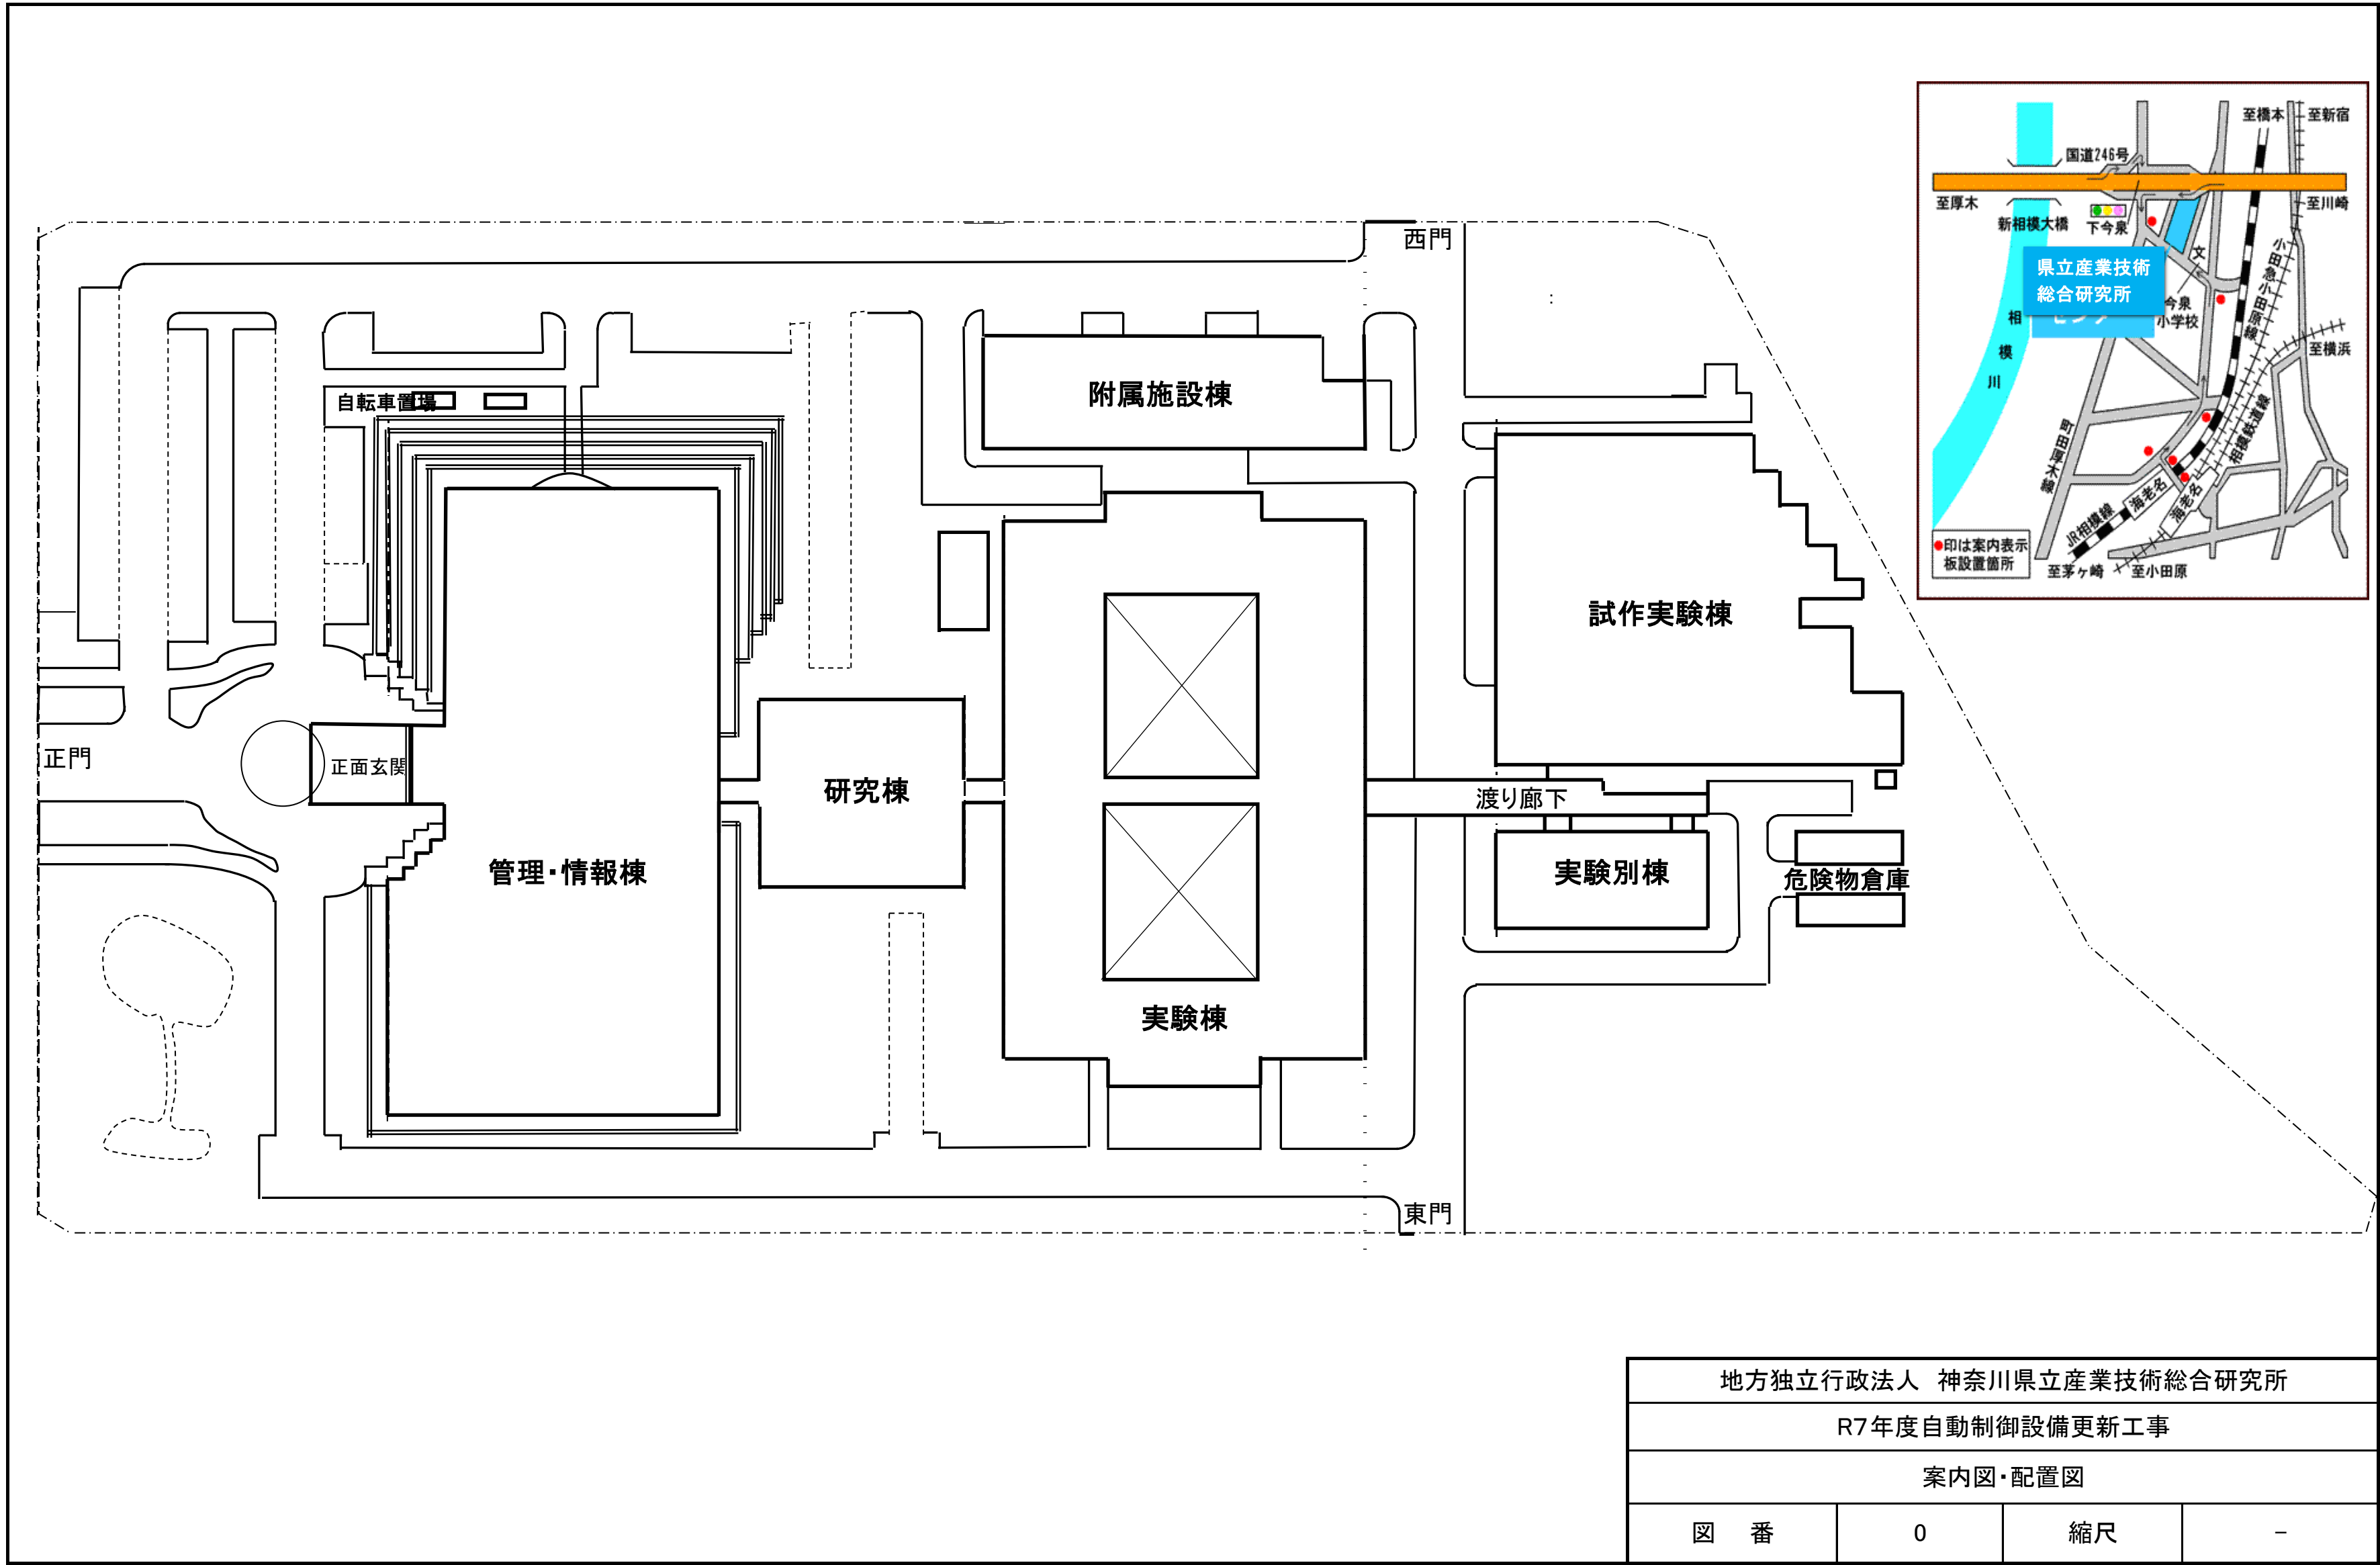 西門
附属施設棟
自転車置場
試作実験棟
正門
正面玄関
研究棟
渡り廊下
管理・情報棟
実験別棟
危険物倉庫
実験棟
東門
至橋本
至新宿
国道246号
至厚木
至川崎
新相模大橋
下今泉
文
小田急小田原線
県立産業技術
総合研究所
今泉
小学校
相
模
川
至横浜
相模鉄道線
町田厚木線
海老名
海老名
JR相模線
●印は案内表示
板設置箇所
至茅ヶ崎
至小田原
地方独立行政法人 神奈川県立産業技術総合研究所
R7年度自動制御設備更新工事
案内図・配置図
図 番 0 縮尺 −